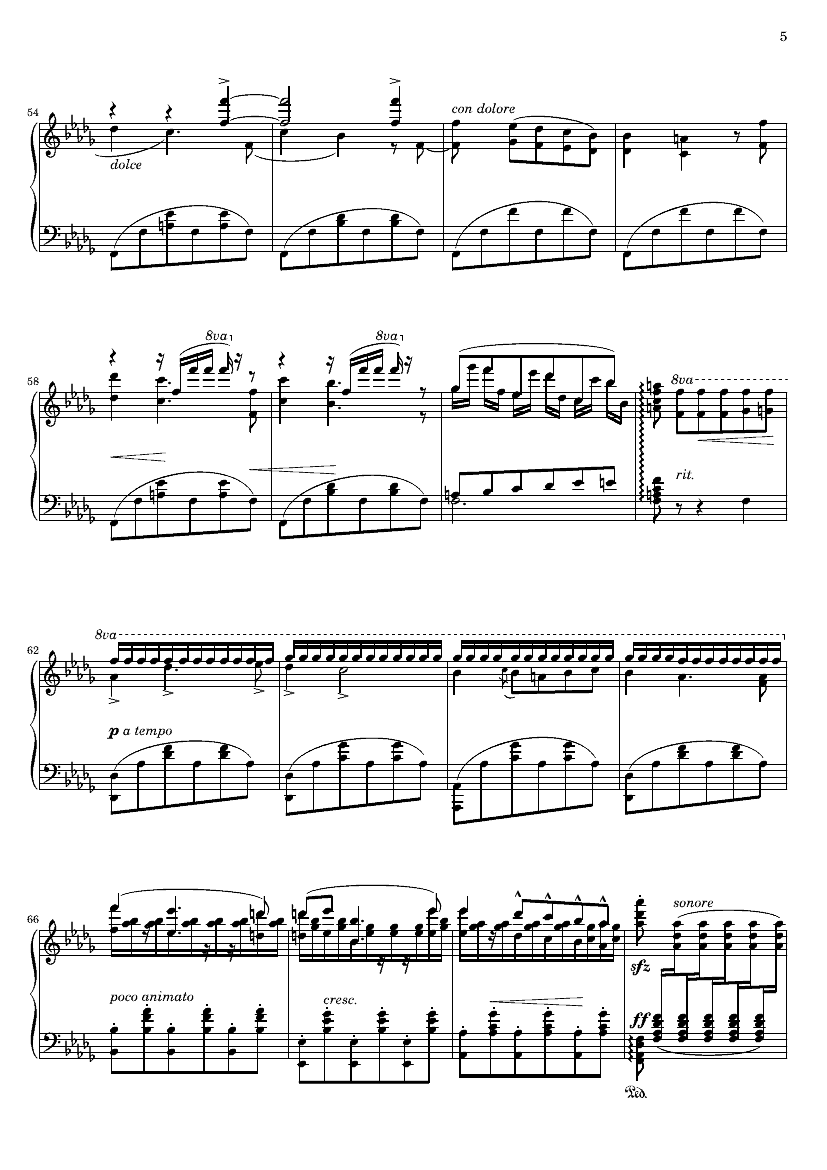 5
54
con dolore
dolce
58
8va
8va
8va
rit.
62
8va
p a tempo
66
sonore
sfz
poco animato
cresc.
ff
Ped.